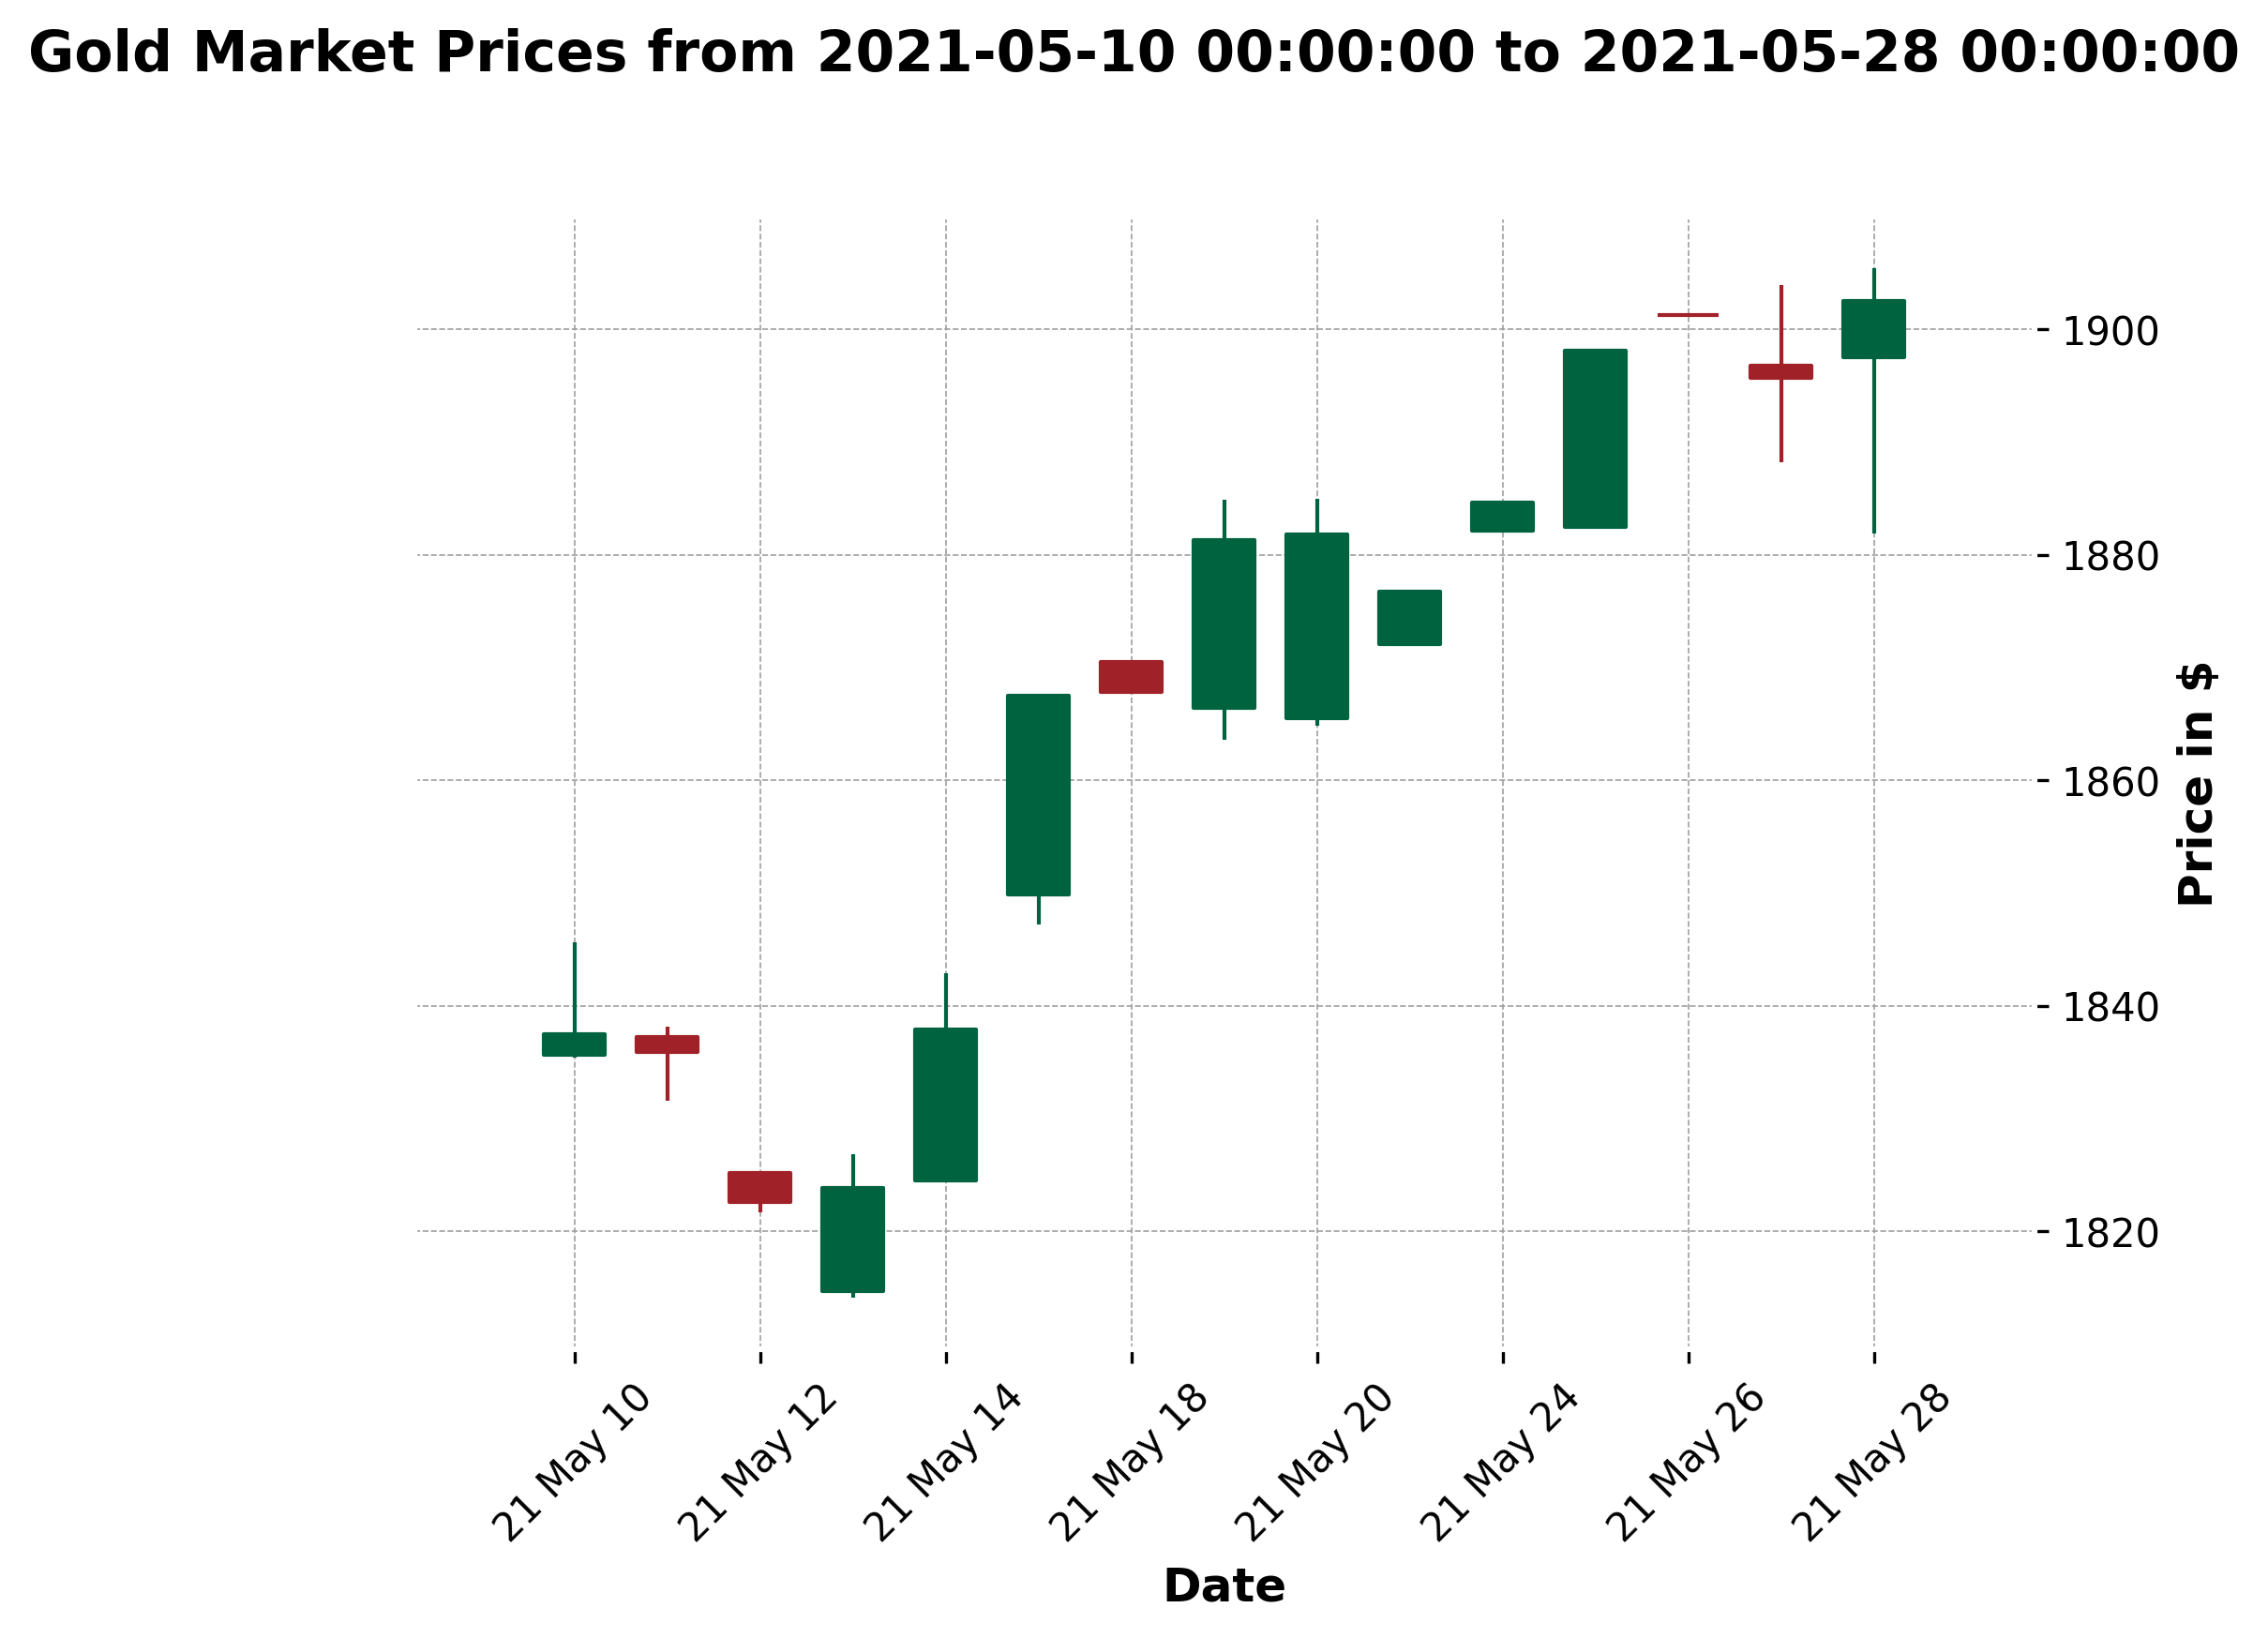 Gold Market Prices from 2021-05-10 00:00:00 to 2021-05-28 00:00:00
1900
1880
1860
1840
1820
Price in $
21 May 10
21 May 12
21 May 14
21 May 18
21 May 20
21 May 24
21 May 26
21 May 28
Date